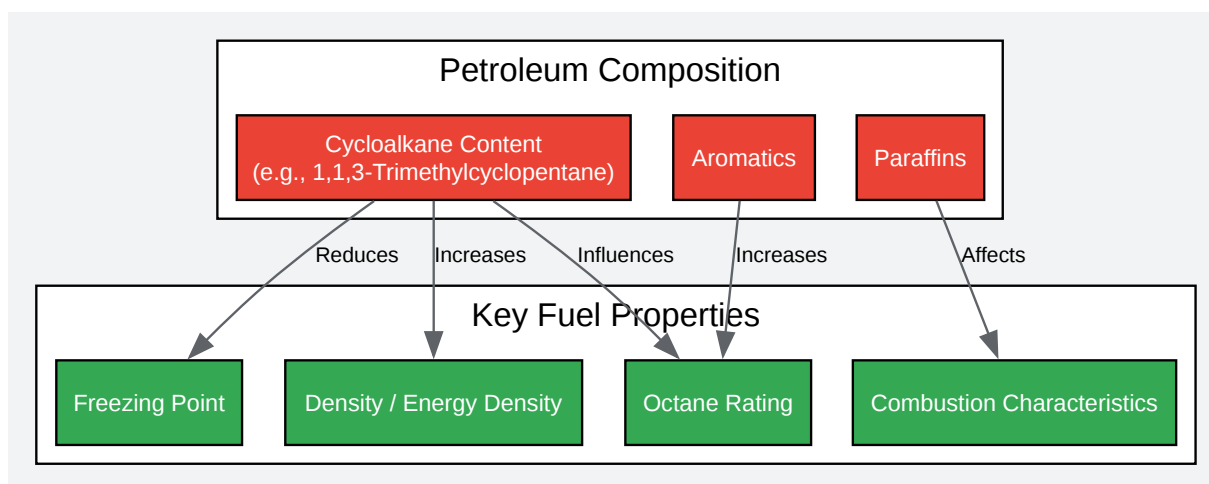 Petroleum Composition
Cycloalkane Content
(e.g., 1,1,3-Trimethylcyclopentane)
Aromatics
Paraffins
Reduces
Increases
Influences
Increases
Affects
Key Fuel Properties
Freezing Point
Density / Energy Density
Octane Rating
Combustion Characteristics